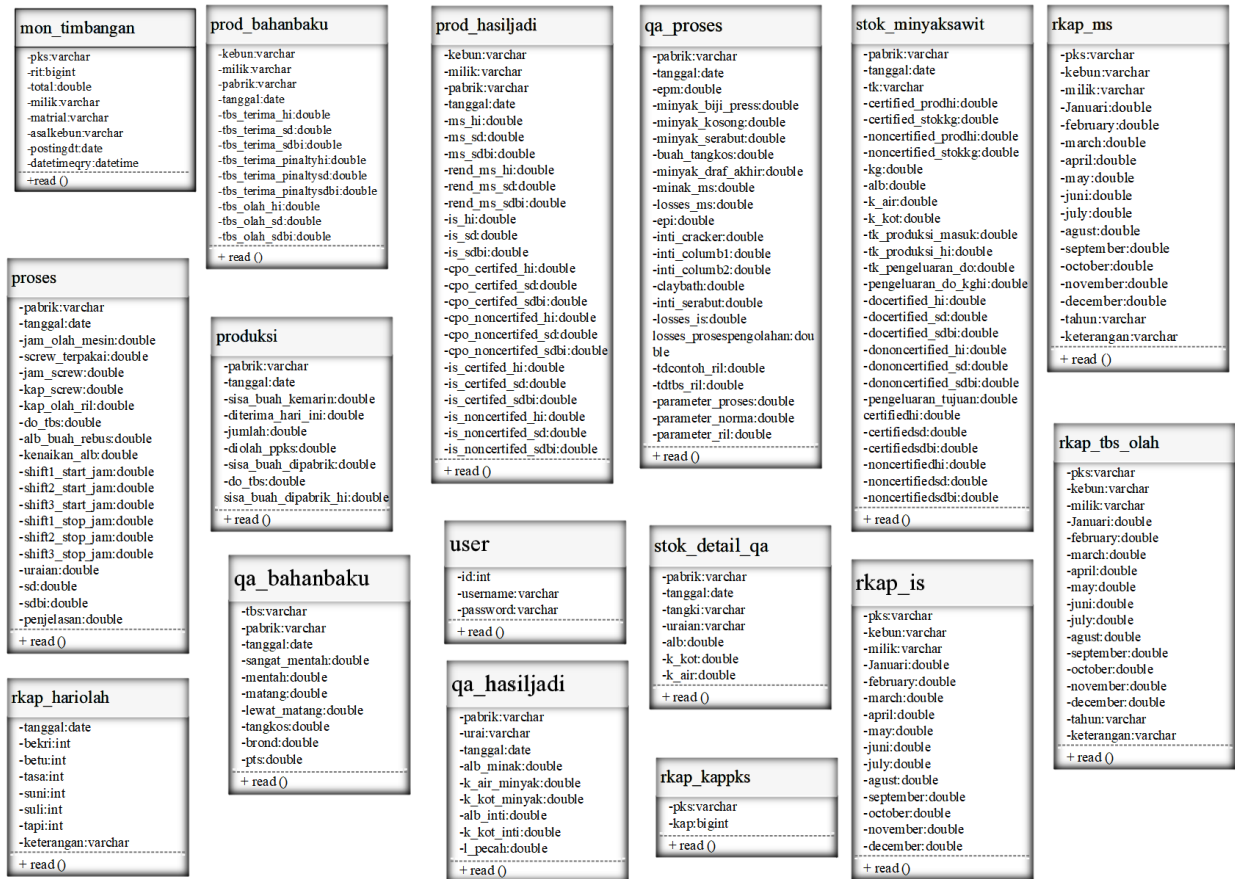 mon_timbangan
-pks:varchar
-rit:bigint
-total:double
-milik:varchar
-matrial:varchar
-asalkebun:varchar
-postingdt:date
-datetimeqry:datetime
+read ()
prod_bahanbaku
-kebun:varchar
-milik:varchar
-pabrik:varchar
-tanggal:date
-tbs_terima_hi:double
-tbs_terima_sd:double
-tbs_terima_sdbi:double
-tbs_terima_pinaltyhi:double
-tbs_terima_pinaltysd:double
-tbs_terima_pinaltysdbi:double
-tbs_olah_hi:double
-tbs_olah_sd:double
-tbs_olah_sdbi:double
+ read ()
prod_hasiljadi
-kebun:varchar
-milik:varchar
-pabrik:varchar
-tanggal:date
-ms_hi:double
-ms_sd:double
-ms_sdbi:double
-rend_ms_hi:double
-rend_ms_sd:double
-rend_ms_sdbi:double
-is_hi:double
-is_sd:double
-is_sdbi:double
-cpo_certifed_hi:double
-cpo_certifed_sd:double
-cpo_certifed_sdbi:double
-cpo_noncertifed_hi:double
-cpo_noncertifed_sd:double
-cpo_noncertifed_sdbi:double
-is_certifed_hi:double
-is_certifed_sd:double
-is_certifed_sdbi:double
-is_noncertifed_hi:double
-is_noncertifed_sd:double
-is_noncertifed_sdbi:double
+ read ()
qa_proses
-pabrik:varchar
-tanggal:date
-epm:double
-minyak_biji_press:double
-minyak_kosong:double
-minyak_serabut:double
-buah_tangkos:double
-minyak_draf_akhir:double
-minak_ms:double
-losses_ms:double
-epi:double
-inti_cracker:double
-inti_columb1:double
-inti_columb2:double
-claybath:double
-inti_serabut:double
-losses_is:double
losses_prosespengolahan:dou
ble
-tdcontoh_ril:double
-tdtbs_ril:double
-parameter_proses:double
-parameter_norma:double
-parameter_ril:double
+ read ()
stok_minyaksawit
-pabrik:varchar
-tanggal:date
-tk:varchar
-certified_prodhi:double
-certified_stokkg:double
-noncertified_prodhi:double
-noncertified_stokkg:double
-kg:double
-alb:double
-k_air:double
-k_kot:double
-tk_produksi_masuk:double
-tk_produksi_hi:double
-tk_pengeluaran_do:double
-pengeluaran_do_kghi:double
-docertified_hi:double
-docertified_sd:double
-docertified_sdbi:double
-dononcertified_hi:double
-dononcertified_sd:double
-dononcertified_sdbi:double
-pengeluaran_tujuan:double
certifiedhi:double
-certifiedsd:double
-certifiedsdbi:double
-noncertifiedhi:double
-noncertifiedsd:double
-noncertifiedsdbi:double
+ read ()
rkap_ms
-pks:varchar
-kebun:varchar
-milik:varchar
-Januari:double
-february:double
-march:double
-april:double
-may:double
-juni:double
-july:double
-agust:double
-september:double
-october:double
-november:double
-december:double
-tahun:varchar
-keterangan:varchar
+ read ()
proses
-pabrik:varchar
-tanggal:date
-jam_olah_mesin:double
-screw_terpakai:double
-jam_screw:double
-kap_screw:double
-kap_olah_ril:double
-do_tbs:double
-alb_buah_rebus:double
-kenaikan_alb:double
-shift1_start_jam:double
-shift2_start_jam:double
-shift3_start_jam:double
-shift1_stop_jam:double
-shift2_stop_jam:double
-shift3_stop_jam:double
-uraian:double
-sd:double
-sdbi:double
-penjelasan:double
+ read ()
produksi
-pabrik:varchar
-tanggal:date
-sisa_buah_kemarin:double
-diterima_hari_ini:double
-jumlah:double
-diolah_ppks:double
-sisa_buah_dipabrik:double
-do_tbs:double
sisa_buah_dipabrik_hi:double
+ read ()
rkap_tbs_olah
-pks:varchar
-kebun:varchar
-milik:varchar
-Januari:double
-february:double
-march:double
-april:double
-may:double
-juni:double
-july:double
-agust:double
-september:double
-october:double
-november:double
-december:double
-tahun:varchar
-keterangan:varchar
+ read ()
user
-id:int
-username:varchar
-password:varchar
+ read ()
stok_detail_qa
-pabrik:varchar
-tanggal:date
-tangki:varchar
-uraian:varchar
-alb:double
-k_kot:double
-k_air:double
+ read ()
qa_bahanbaku
-tbs:varchar
-pabrik:varchar
-tanggal:date
-sangat_mentah:double
-mentah:double
-matang:double
-lewat_matang:double
-tangkos:double
-brond:double
-pts:double
+ read ()
rkap_is
-pks:varchar
-kebun:varchar
-milik:varchar
-Januari:double
-february:double
-march:double
-april:double
-may:double
-juni:double
-july:double
-agust:double
-september:double
-october:double
-november:double
-december:double
+ read ()
rkap_hariolah
-tanggal:date
-bekri:int
-betu:int
-tasa:int
-suni:int
-suli:int
-tapi:int
-keterangan:varchar
+ read ()
qa_hasiljadi
-pabrik:varchar
-urai:varchar
-tanggal:date
-alb_minak:double
-k_air_minyak:double
-k_kot_minyak:double
-alb_inti:double
-k_kot_inti:double
-l_pecah:double
+ read ()
rkap_kappks
-pks:varchar
-kap:bigint
+ read ()